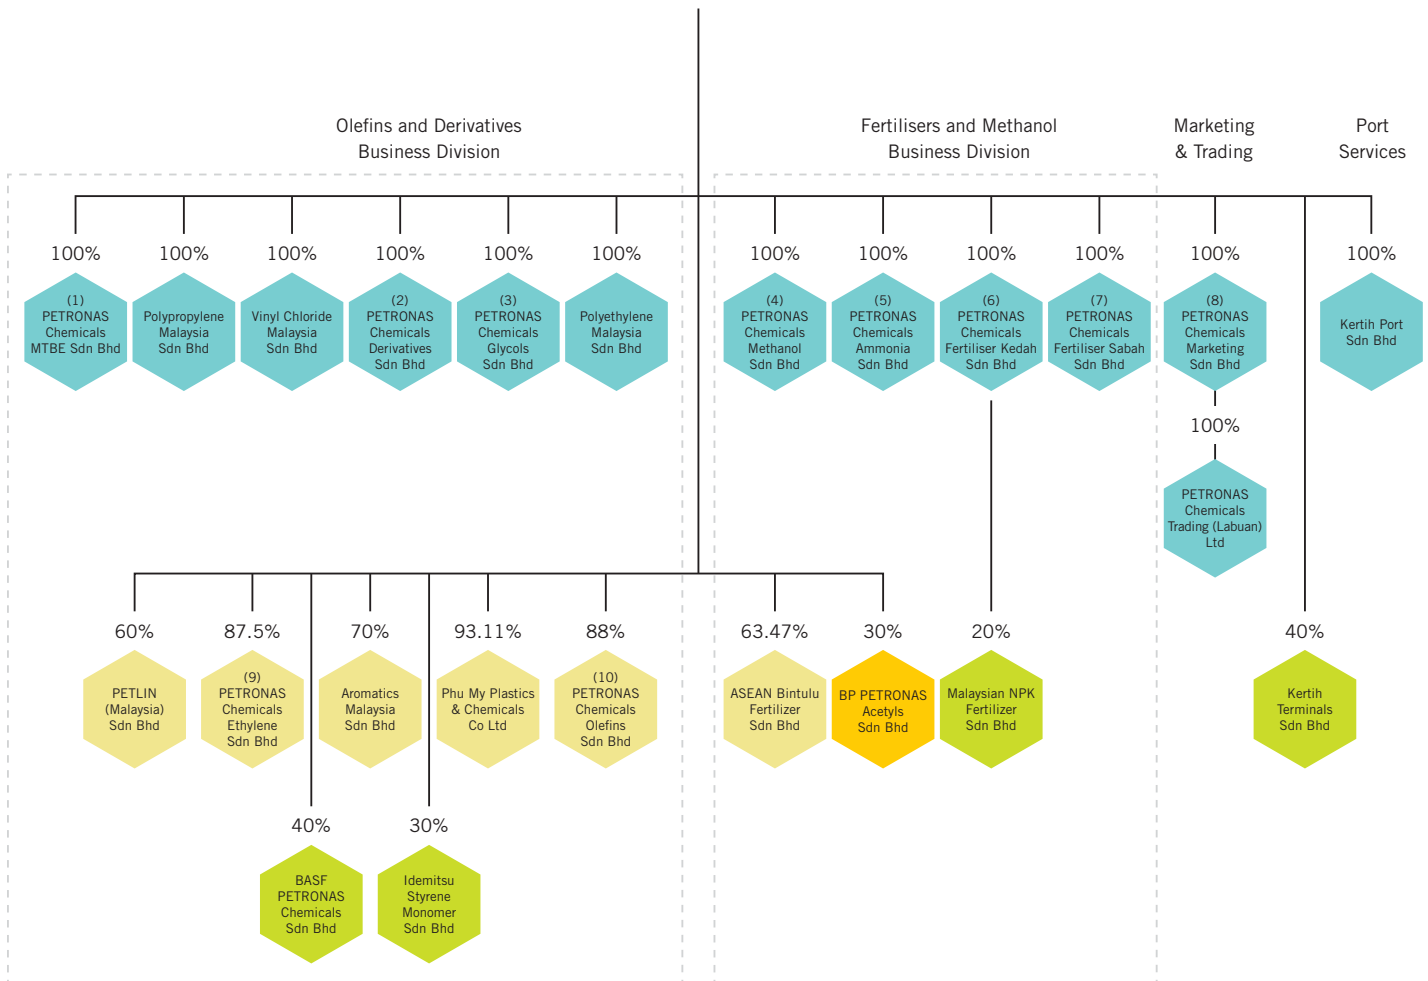 Olefins and Derivatives
Business Division
Fertilisers and Methanol
Business Division
Marketing
& Trading
Port
Services
100%
100%
100%
100%
100%
100%
100%
100%
100%
100%
100%
100%
(1)
PETRONAS
Chemicals
MTBE Sdn Bhd
Polypropylene
Malaysia
Sdn Bhd
Vinyl Chloride
Malaysia
Sdn Bhd
(2)
PETRONAS
Chemicals
Derivatives
Sdn Bhd
(3)
PETRONAS
Chemicals
Glycols
Sdn Bhd
Polyethylene
Malaysia
Sdn Bhd
(4)
PETRONAS
Chemicals
Methanol
Sdn Bhd
(5)
PETRONAS
Chemicals
Ammonia
Sdn Bhd
(6)
PETRONAS
Chemicals
Fertiliser Kedah
Sdn Bhd
(7)
PETRONAS
Chemicals
Fertiliser Sabah
Sdn Bhd
(8)
PETRONAS
Chemicals
Marketing
Sdn Bhd
Kertih Port
Sdn Bhd
100%
PETRONAS
Chemicals
Trading (Labuan)
Ltd
60%
87.5%
70%
93.11%
88%
63.47%
30%
20%
40%
PETLIN
(Malaysia)
Sdn Bhd
(9)
PETRONAS
Chemicals
Ethylene
Sdn Bhd
Aromatics
Malaysia
Sdn Bhd
Phu My Plastics
& Chemicals
Co Ltd
(10)
PETRONAS
Chemicals
Olefins
Sdn Bhd
ASEAN Bintulu
Fertilizer
Sdn Bhd
BP PETRONAS
Acetyls
Sdn Bhd
Malaysian NPK
Fertilizer
Sdn Bhd
Kertih
Terminals
Sdn Bhd
40%
30%
BASF
PETRONAS
Chemicals
Sdn Bhd
Idemitsu
Styrene
Monomer
Sdn Bhd